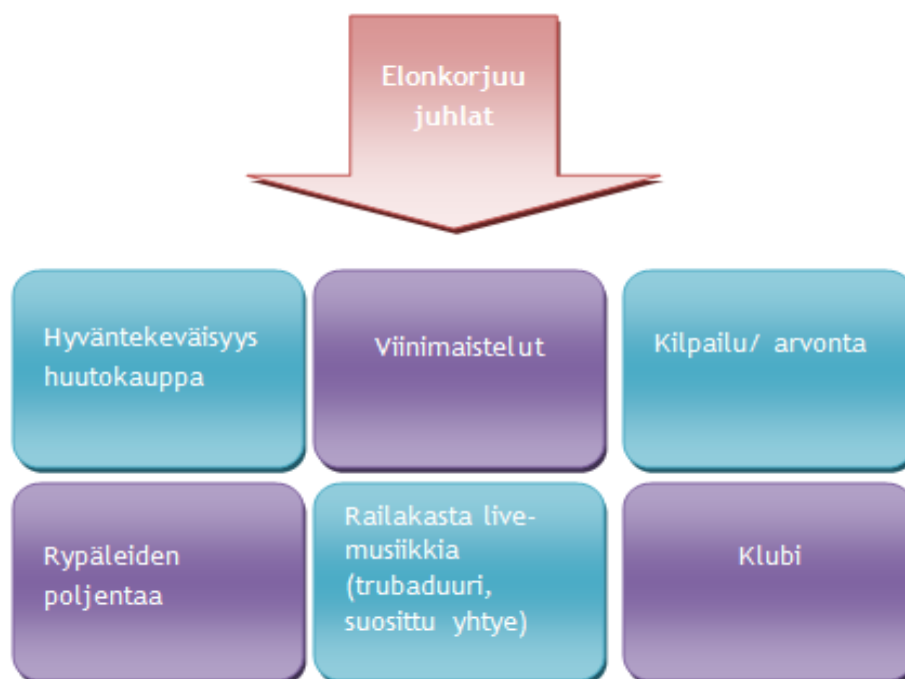 Elonkorjuu
juhlat
Hyväntekeväisyys
huutokauppa
Viinimaistelut
Kilpailu/ arvonta
Rypäleiden
poljentaa
Railakasta live-
musiikkia
(trubaduuri,
suosittu yhtye)
Klubi